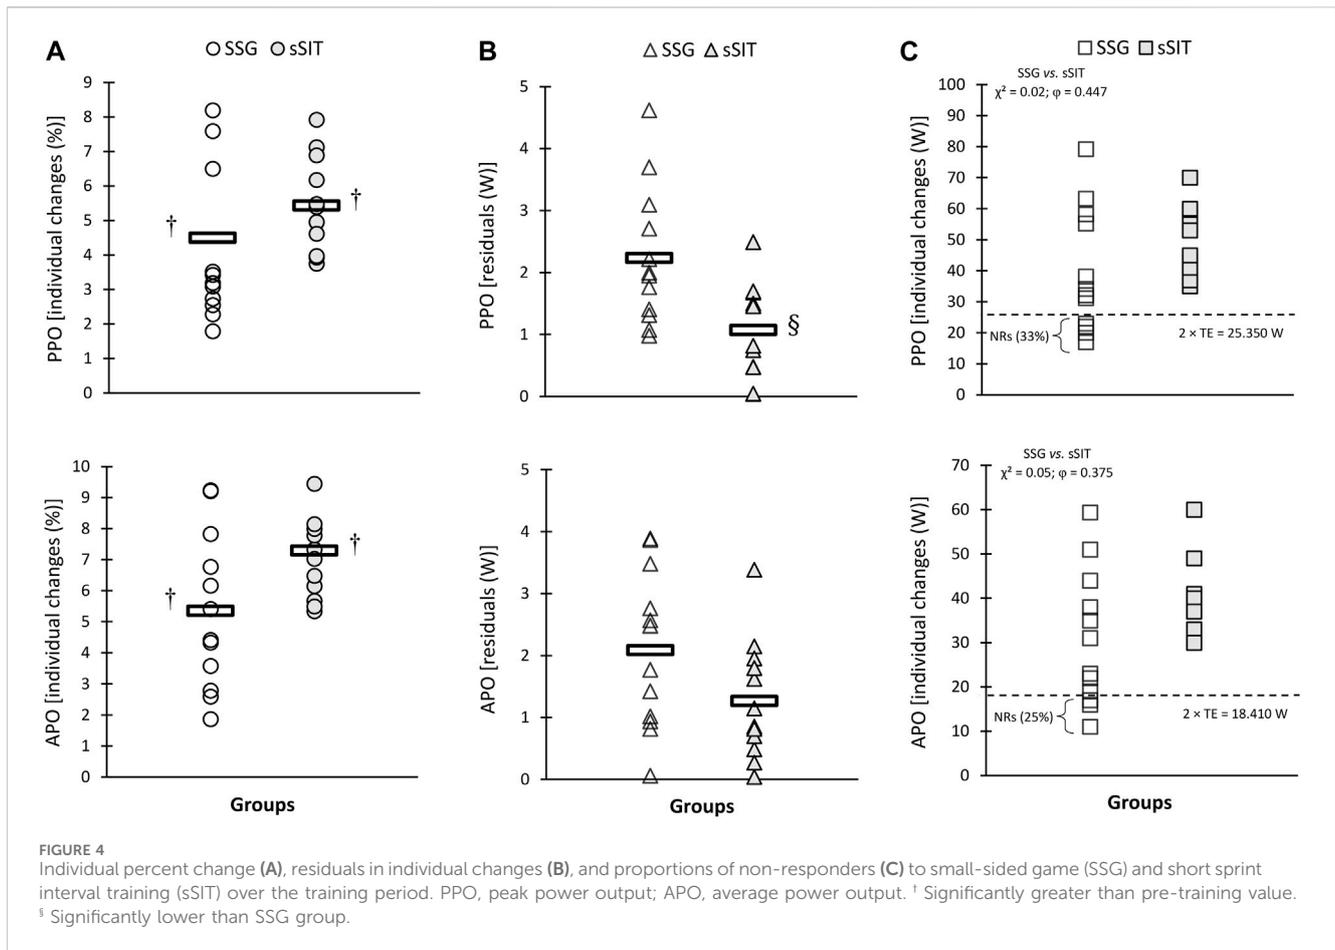 A
SSG sSIT
PPO [individual changes (%)]
9
8
7
6
5
4
3
2
1
0
†
†
B
SSG sSIT
PPO [residuals (W)]
5
4
3
2
1
0
§
C
SSG sSIT
SSG vs. sSIT
χ² = 0.02; φ = 0.447
PPO [individual changes (W)]
100
90
80
70
60
50
40
30
20
10
0
NRs (33%)
2 × TE = 25.350 W
APO [individual changes (%)]
10
9
8
7
6
5
4
3
2
1
0
†
†
Groups
APO [residuals (W)]
5
4
3
2
1
0
Groups
SSG vs. sSIT
χ² = 0.05; φ = 0.375
APO [individual changes (W)]
70
60
50
40
30
20
10
0
NRs (25%)
2 × TE = 18.410 W
Groups
FIGURE 4
Individual percent change (A), residuals in individual changes (B), and proportions of non-responders (C) to small-sided game (SSG) and short sprint
interval training (sSIT) over the training period. PPO, peak power output; APO, average power output. † Significantly greater than pre-training value.
§ Significantly lower than SSG group.